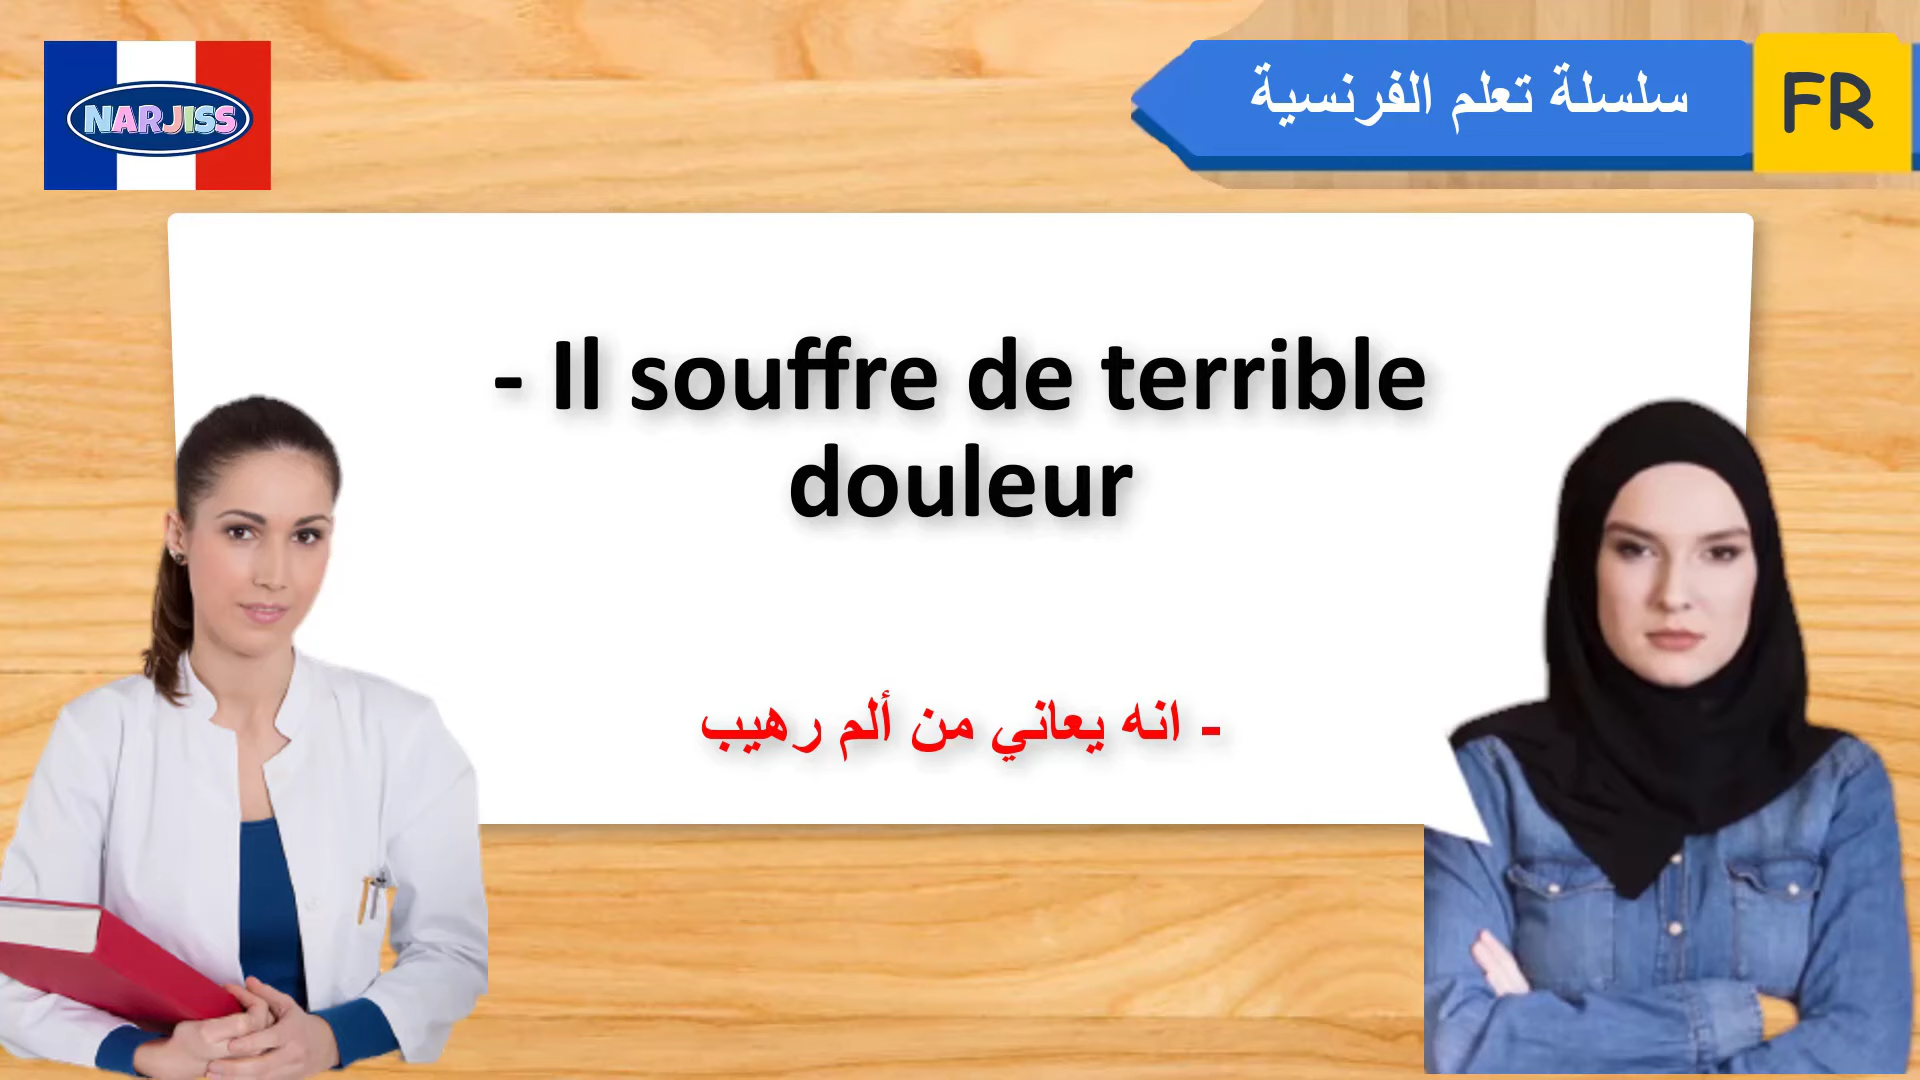 NARJISS
سلسلة تعلم الفرنسية
FR
- Il souffre de terrible
douleur
- انه يعاني من ألم رهيب